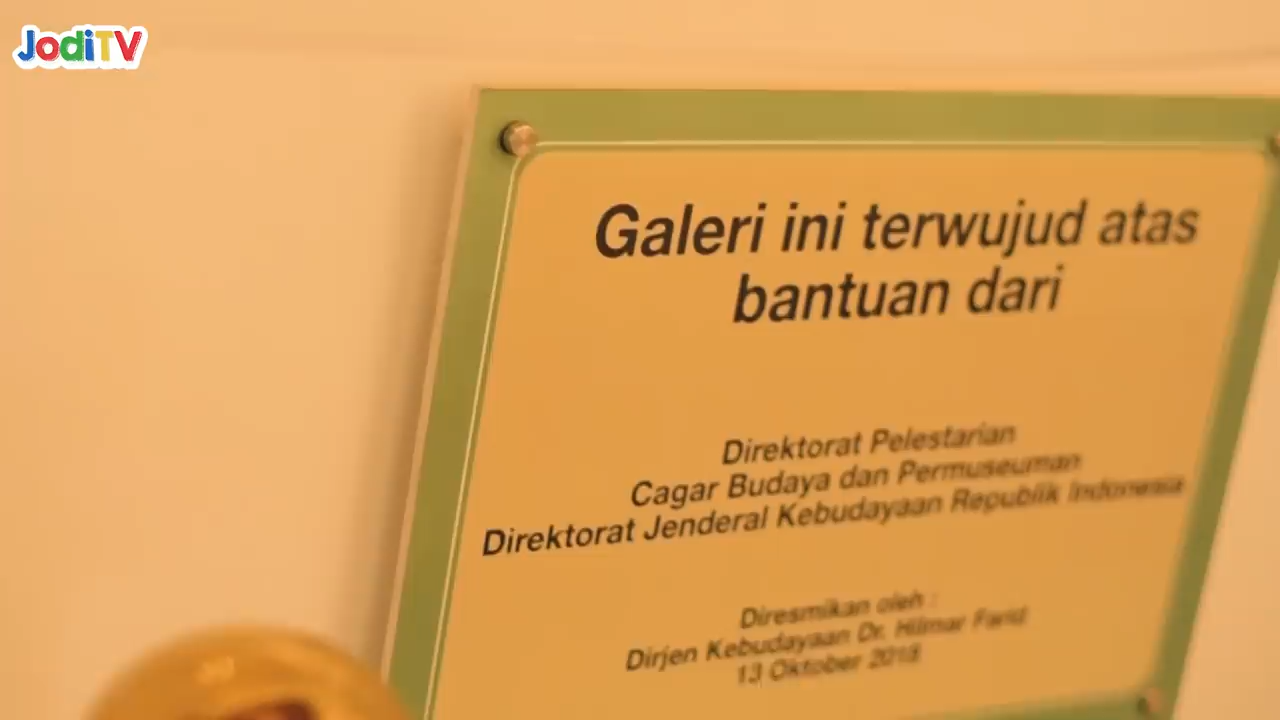 JodiTV
Galeri ini terwujud atas
bantuan dari
Direktorat Pelestarian
Cagar Budaya dan Permuseuman
Direktorat Jenderal Kebudayaan Republik Indonesia
Diresmikan oleh :
Dirjen Kebudayaan Dr. Hilmar Farid
13 Oktober 2018